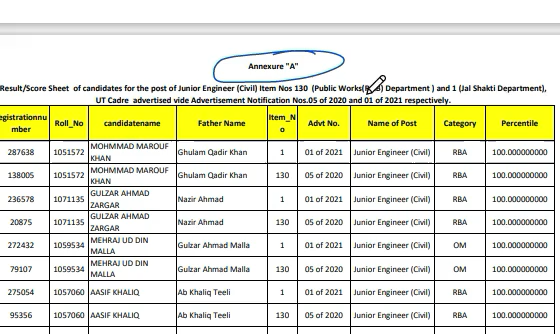 Annexure "A"
Result/Score Sheet of candidates for the post of Junior Engineer (Civil) Item Nos 130 (Public Works( ) Department ) and 1 (Jal Shakti Department),
UT Cadre advertised vide Advertisement Notification Nos.05 of 2020 and 01 of 2021 respectively.
egistrationnu mber Roll_No candidatename Father Name Item_N o Advt No. Name of Post Category Percentile
287638 1051572 MOHMMAD MAROUF KHAN Ghulam Qadir Khan 1 01 of 2021 Junior Engineer (Civil) RBA 100.000000000
138005 1051572 MOHMMAD MAROUF KHAN Ghulam Qadir Khan 130 05 of 2020 Junior Engineer (Civil) RBA 100.000000000
236578 1071135 GULZAR AHMAD ZARGAR Nazir Ahmad 1 01 of 2021 Junior Engineer (Civil) RBA 100.000000000
20875 1071135 GULZAR AHMAD ZARGAR Nazir Ahmad 130 05 of 2020 Junior Engineer (Civil) RBA 100.000000000
272432 1059534 MEHRAJ UD DIN MALLA Gulzar Ahmad Malla 1 01 of 2021 Junior Engineer (Civil) OM 100.000000000
79107 1059534 MEHRAJ UD DIN MALLA Gulzar Ahmad Malla 130 05 of 2020 Junior Engineer (Civil) OM 100.000000000
275054 1057060 AASIF KHALIQ Ab Khaliq Teeli 1 01 of 2021 Junior Engineer (Civil) RBA 100.000000000
95356 1057060 AASIF KHALIQ Ab Khaliq Teeli 130 05 of 2020 Junior Engineer (Civil) RBA 100.000000000